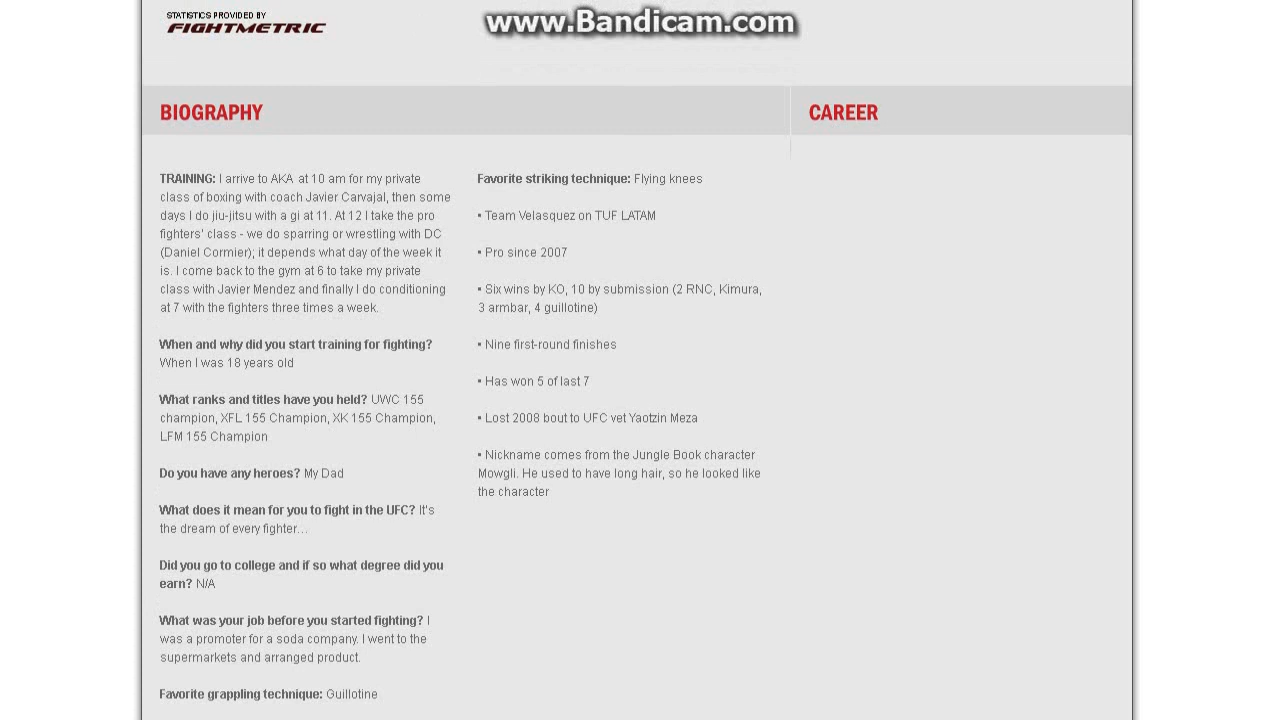 STATISTICS PROVIDED BY
FIGHTMETRIC
www.Bandicam.com
BIOGRAPHY
CAREER
TRAINING: I arrive to AKA at 10 am for my private
class of boxing with coach Javier Carvajal, then some
days I do jiu-jitsu with a gi at 11. At 12 I take the pro
fighters' class - we do sparring or wrestling with DC
(Daniel Cormier); it depends what day of the week it
is. I come back to the gym at 6 to take my private
class with Javier Mendez and finally I do conditioning
at 7 with the fighters three times a week.
When and why did you start training for fighting?
When I was 18 years old
What ranks and titles have you held? UWC 155
champion, XFL 155 Champion, XK 155 Champion,
LFM 155 Champion
Do you have any heroes? My Dad
What does it mean for you to fight in the UFC? It's
the dream of every fighter...
Did you go to college and if so what degree did you
earn? N/A
What was your job before you started fighting? I
was a promoter for a soda company. I went to the
supermarkets and arranged product.
Favorite grappling technique: Guillotine
Favorite striking technique: Flying knees
• Team Velasquez on TUF LATAM
• Pro since 2007
• Six wins by KO, 10 by submission (2 RNC, Kimura,
3 armbar, 4 guillotine)
• Nine first-round finishes
• Has won 5 of last 7
• Lost 2008 bout to UFC vet Yaotzin Meza
• Nickname comes from the Jungle Book character
Mowgli. He used to have long hair, so he looked like
the character